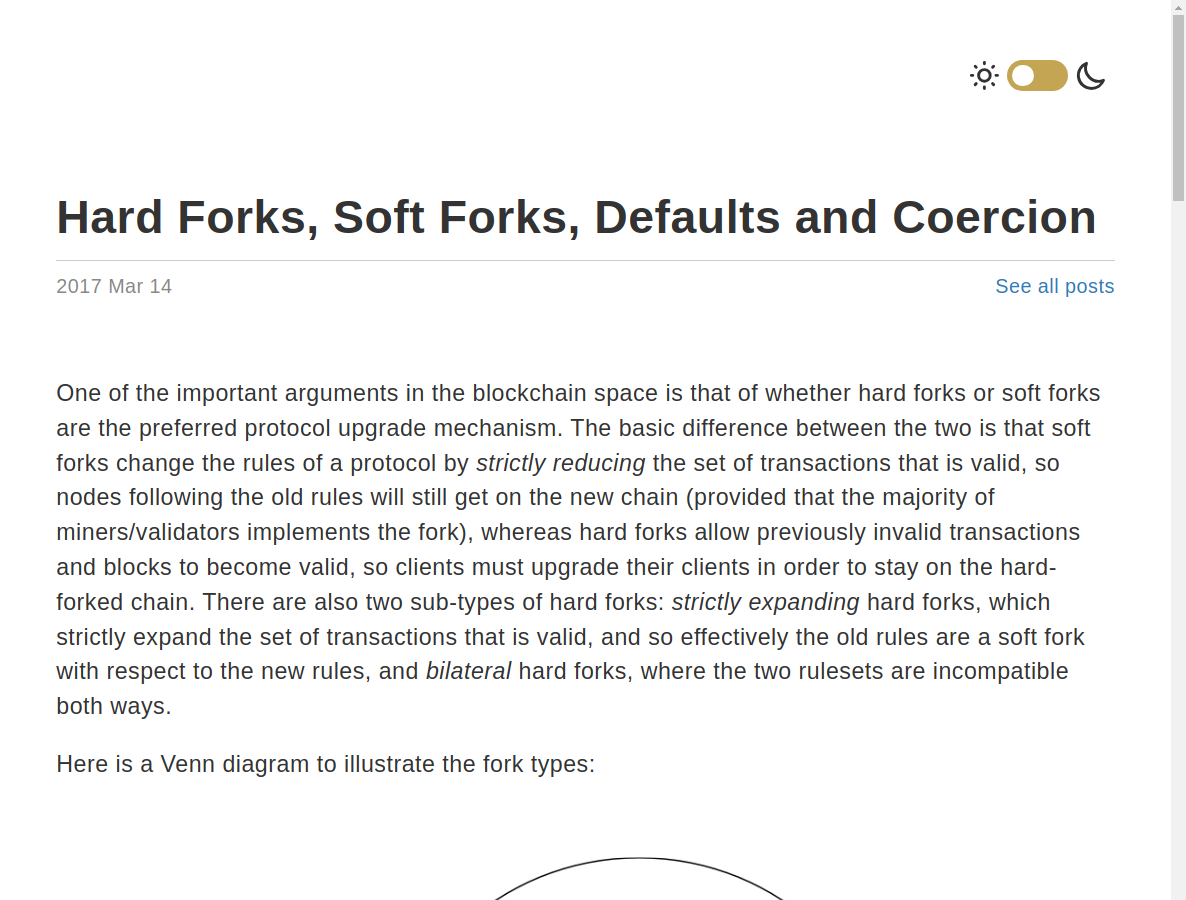 Hard Forks, Soft Forks, Defaults and Coercion
2017 Mar 14
See all posts
One of the important arguments in the blockchain space is that of whether hard forks or soft forks
are the preferred protocol upgrade mechanism. The basic difference between the two is that soft
forks change the rules of a protocol by strictly reducing the set of transactions that is valid, so
nodes following the old rules will still get on the new chain (provided that the majority of
miners/validators implements the fork), whereas hard forks allow previously invalid transactions
and blocks to become valid, so clients must upgrade their clients in order to stay on the hard-
forked chain. There are also two sub-types of hard forks: strictly expanding hard forks, which
strictly expand the set of transactions that is valid, and so effectively the old rules are a soft fork
with respect to the new rules, and bilateral hard forks, where the two rulesets are incompatible
both ways.
Here is a Venn diagram to illustrate the fork types: